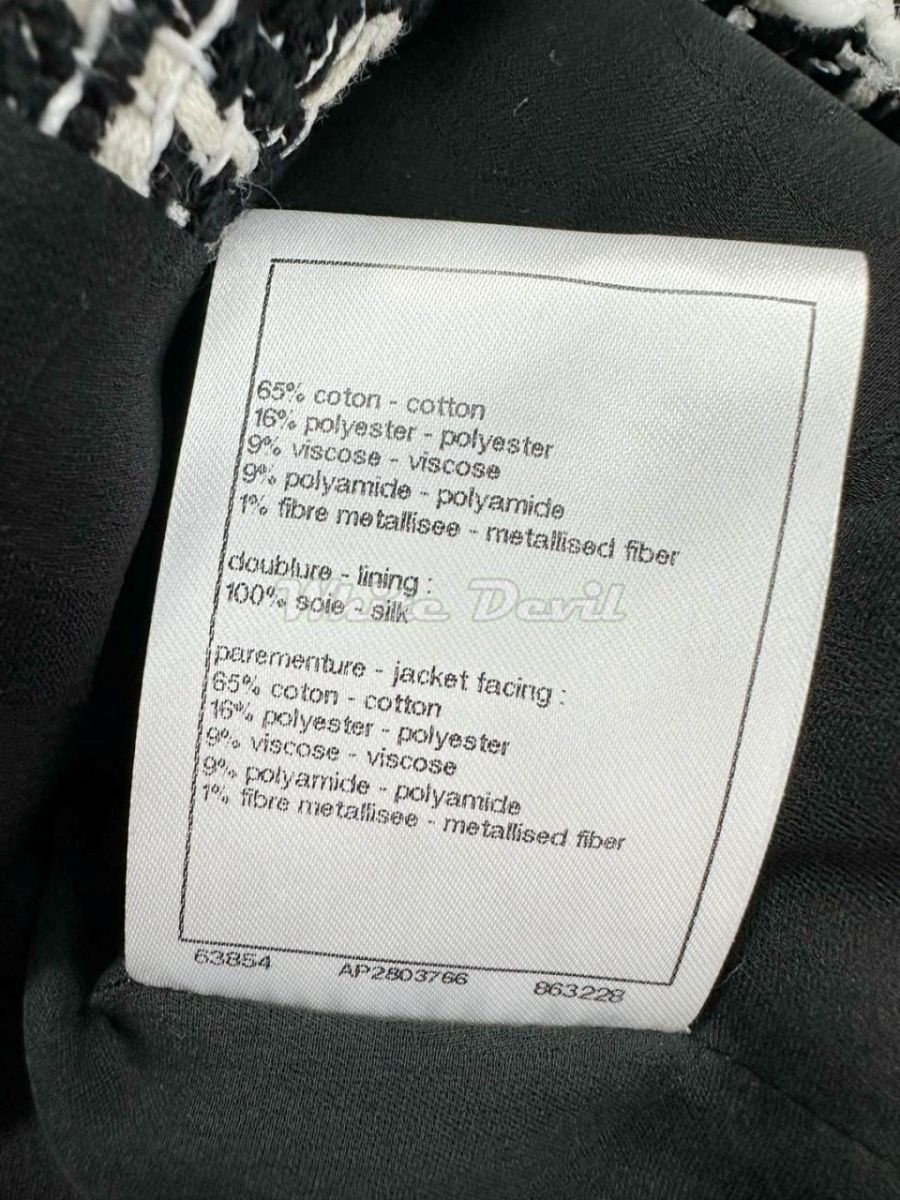 65% coton - cotton
16% polyester - polyester
9% viscose - viscose
9% polyamide - polyamide
1% fibre metallisee - metallised fiber
doublure - lining :
100% soie - silk
White Devil
parementure - jacket facing :
65% coton - cotton
16% polyester - polyester
9% viscose - viscose
9% polyamide - polyamide
1% fibre metallisee - metallised fiber
63854 AP2803766 863228